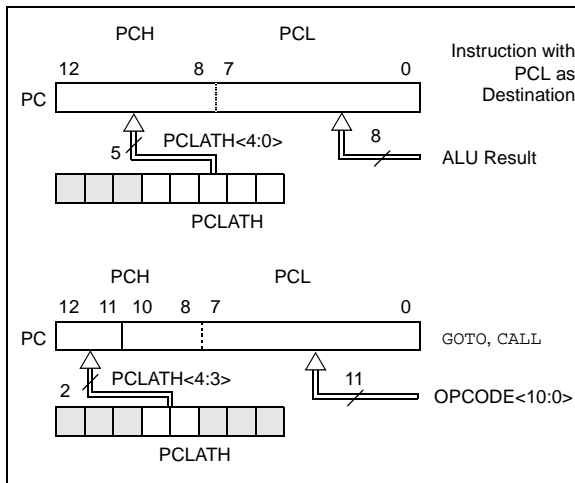 PCH PCL
12 8 7 0
Instruction with
PCL as
Destination
PC
5 PCLATH<4:0>
8
ALU Result
PCLATH
PCH PCL
12 11 10 8 7 0
PC
GOTO, CALL
2 PCLATH<4:3>
11
OPCODE<10:0>
PCLATH